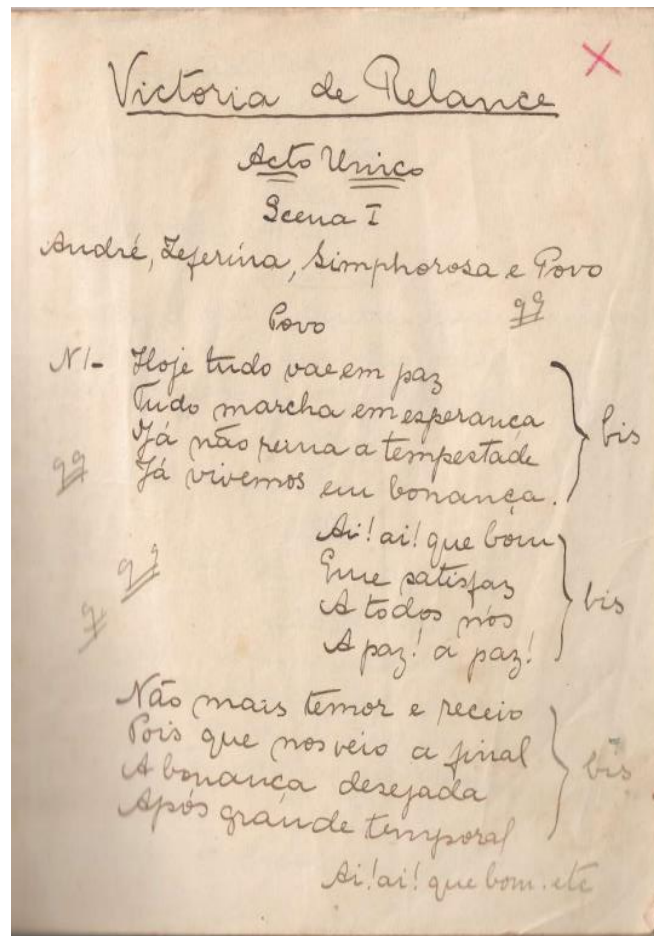 Victoria de Relance
Acto Unico
Scena I
André, Zeferina, Simphorosa e Povo
Povo
N1- Hoje tudo vae em paz
Tudo marcha em esperança
Já não reina a tempestade
Já vivemos em bonança.
bis
Ai! ai! que bom
Que satisfaz
A todos nós
A paz! a paz!
bis
Não mais temor e receio
Pois que nos veio a final
A bonança desejada
Após grande temporal
bis
Ai! ai! que bom. etc